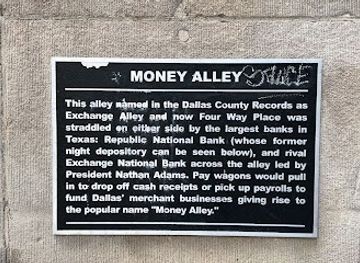 MONEY ALLEY
This alley named in the Dallas County Records as
Exchange Alley and now Four Way Place was
straddled on either side by the largest banks in
Texas: Republic National Bank (whose former
night depository can be seen below), and rival
Exchange National Bank across the alley led by
President Nathan Adams. Pay wagons would pull
in to drop off cash receipts or pick up payrolls to
fund Dallas' merchant businesses giving rise to
the popular name "Money Alley."